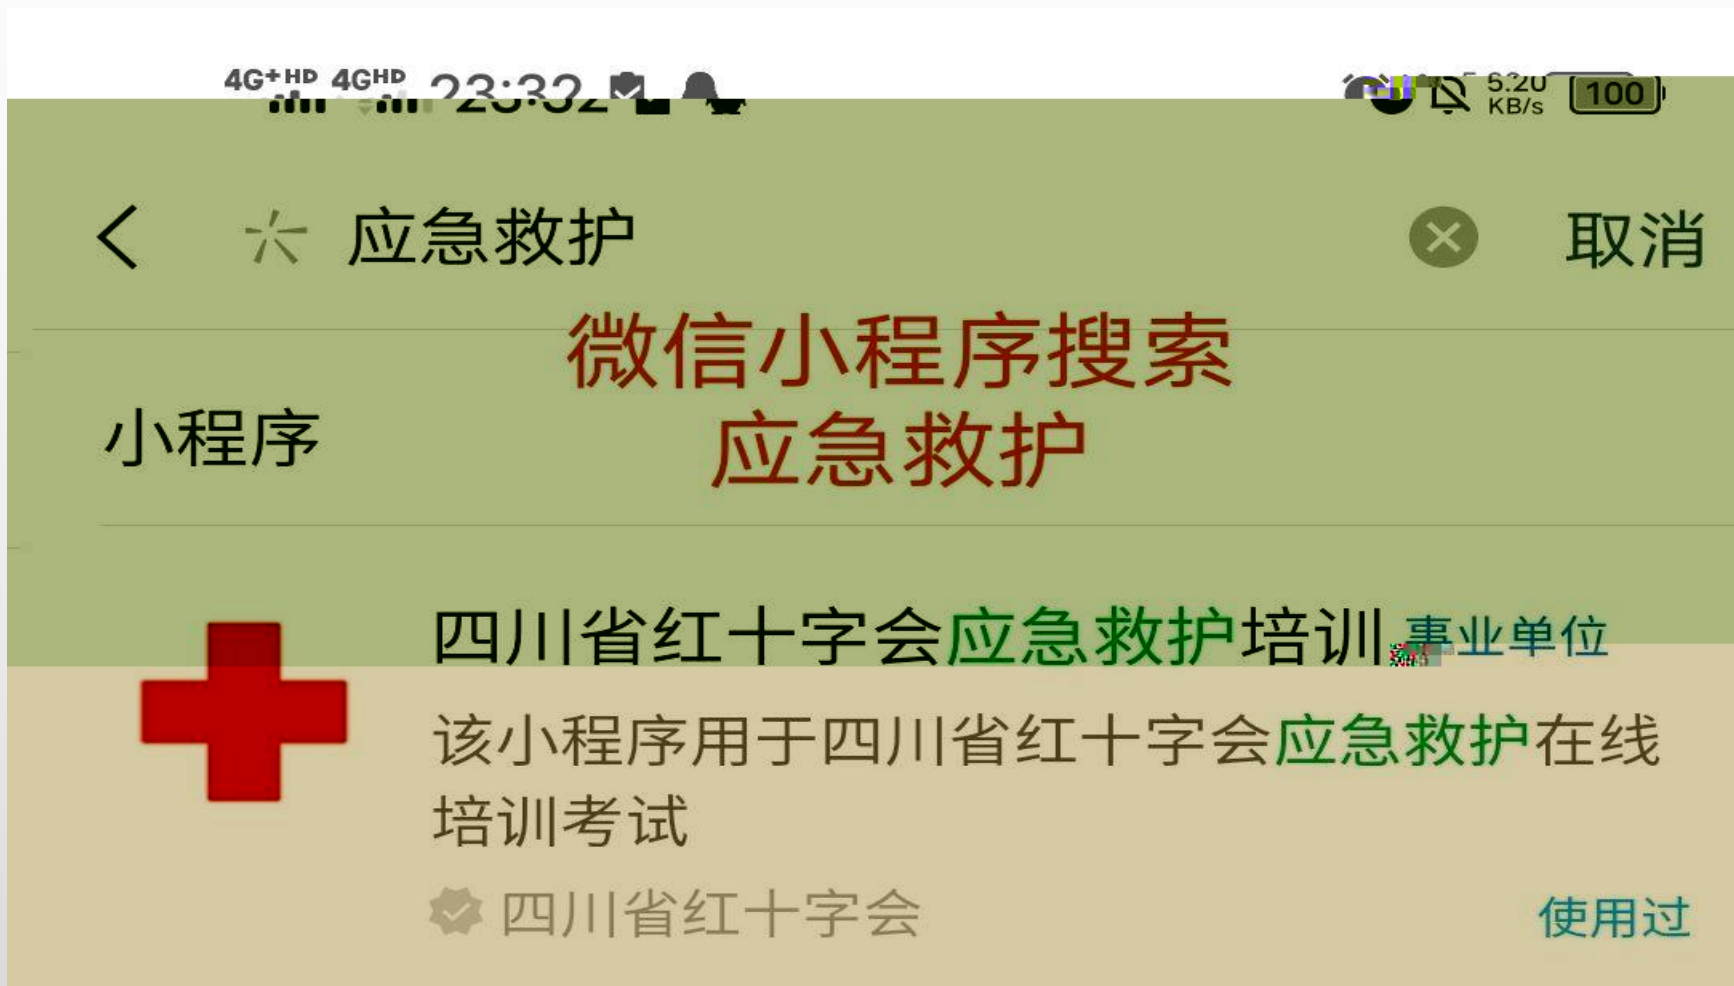 4G+HD 4GHD 23:32 5.20 KB/s 100
应急救护 取消
微信小程序搜索
应急救护
小程序
四川省红十字会应急救护培训 事业单位
该小程序用于四川省红十字会应急救护在线
培训考试
四川省红十字会 使用过